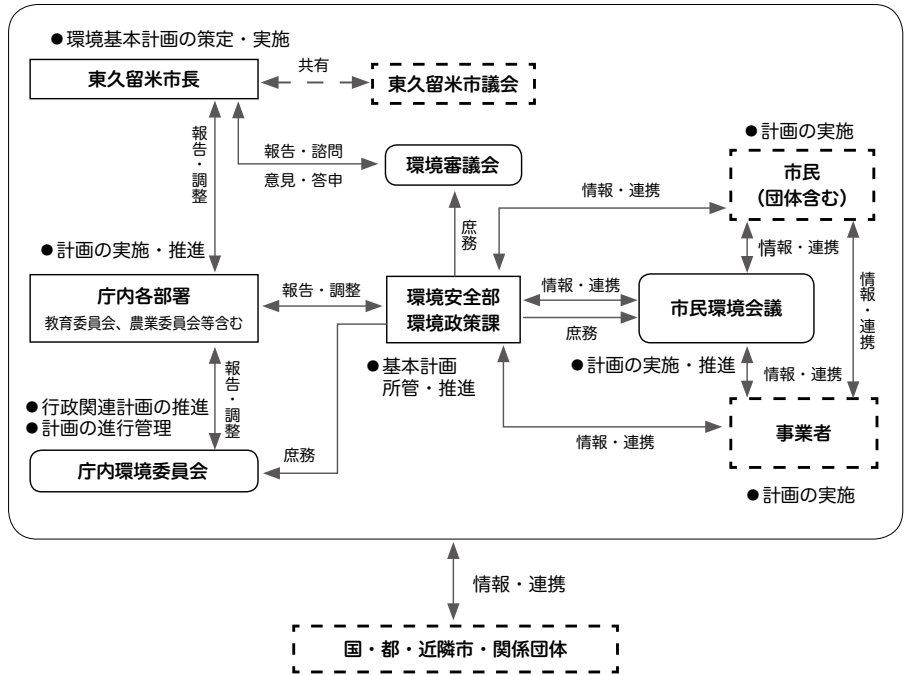 ●環境基本計画の策定・実施
東久留米市長
共有
東久留米市議会
報告・調整
報告・諮問
意見・答申
環境審議会
●計画の実施
市民
（団体含む）
情報・連携
庶務
情報・連携
情報・連携
●計画の実施・推進
庁内各部署
教育委員会、農業委員会等含む
報告・調整
環境安全部
環境政策課
情報・連携
庶務
市民環境会議
●基本計画
所管・推進
●計画の実施・推進
情報・連携
報告・調整
●行政関連計画の推進
●計画の進行管理
庁内環境委員会
庶務
情報・連携
事業者
●計画の実施
情報・連携
国・都・近隣市・関係団体